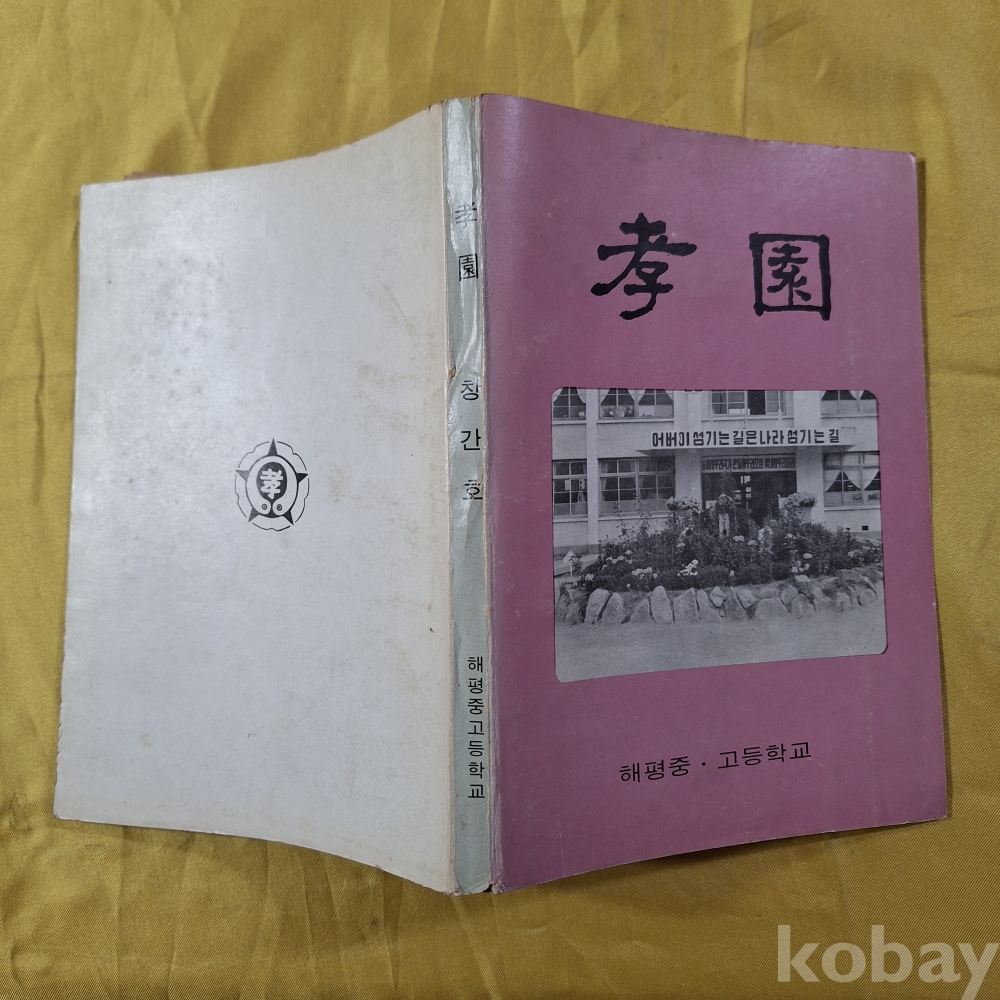 孝園
어버이 섬기는 길은 나라 섬기는 길
해평중 · 고등학교
孝園 창간호 해평중고등학교
孝
kobay